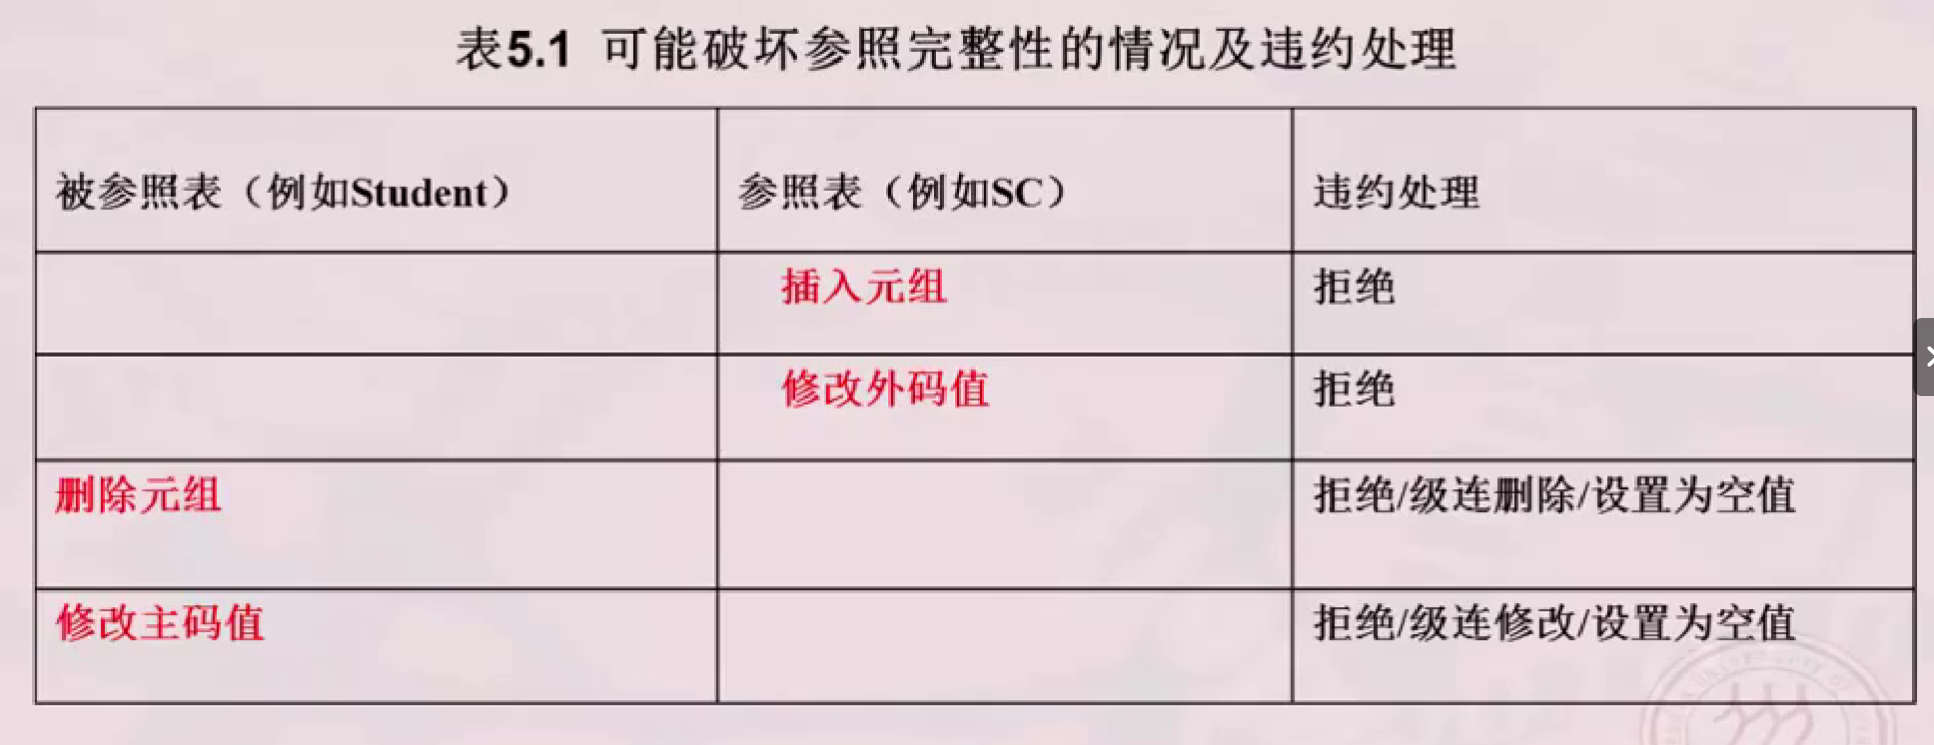 表5.1 可能破坏参照完整性的情况及违约处理
被参照表（例如Student） 参照表（例如SC） 违约处理
插入元组 拒绝
修改外码值 拒绝
删除元组 拒绝/级连删除/设置为空值
修改主码值 拒绝/级连修改/设置为空值